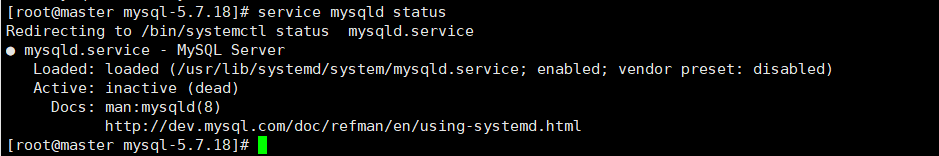 [root@master mysql-5.7.18]# service mysqld status
Redirecting to /bin/systemctl status  mysqld.service
● mysqld.service - MySQL Server
   Loaded: loaded (/usr/lib/systemd/system/mysqld.service; enabled; vendor preset: disabled)
   Active: inactive (dead)
     Docs: man:mysqld(8)
           http://dev.mysql.com/doc/refman/en/using-systemd.html
[root@master mysql-5.7.18]#